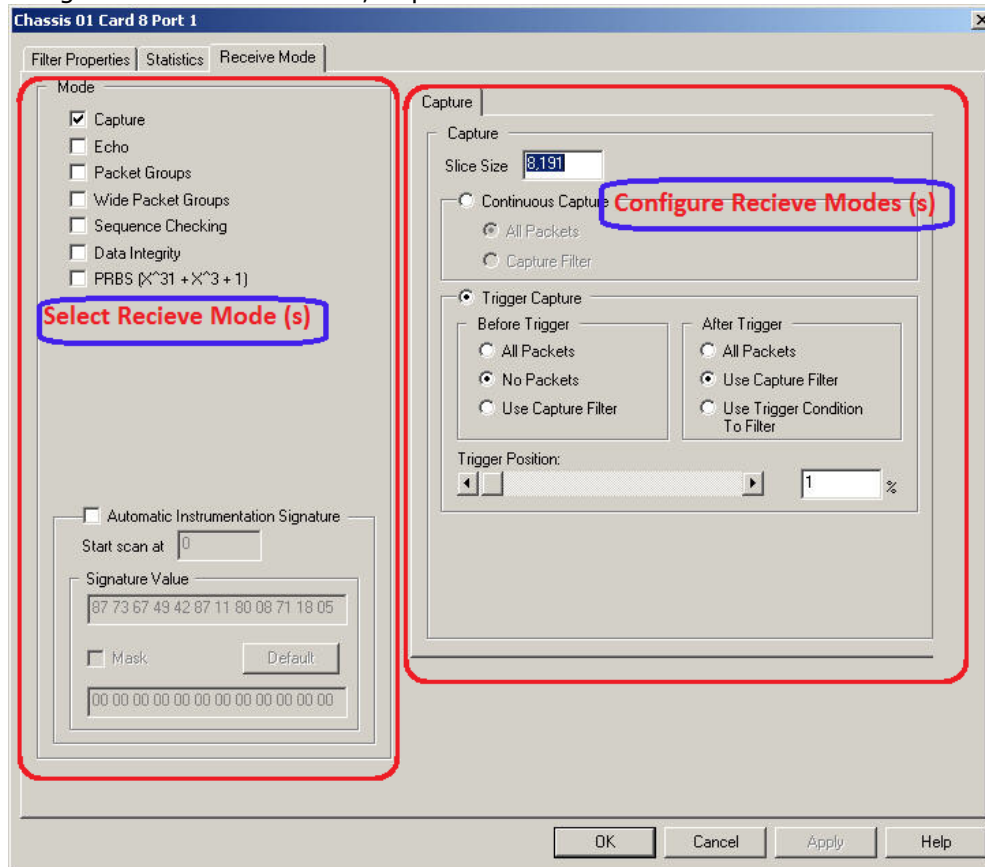 Chassis 01 Card 8 Port 1
Filter Properties Statistics Receive Mode
Mode
Capture
Echo
Packet Groups
Wide Packet Groups
Sequence Checking
Data Integrity
PRBS (X^31 + X^3 + 1)
Select Recieve Mode (s)
Automatic Instrumentation Signature
Start scan at 0
Signature Value
87 73 67 49 42 87 11 80 08 71 18 05
Mask Default
00 00 00 00 00 00 00 00 00 00 00 00
Capture
Capture
Slice Size 8,191
Continuous Capture
Configure Recieve Modes (s)
All Packets
Capture Filter
Trigger Capture
Before Trigger
All Packets
No Packets
Use Capture Filter
After Trigger
All Packets
Use Capture Filter
Use Trigger Condition
To Filter
Trigger Position:
1 %
OK Cancel Apply Help